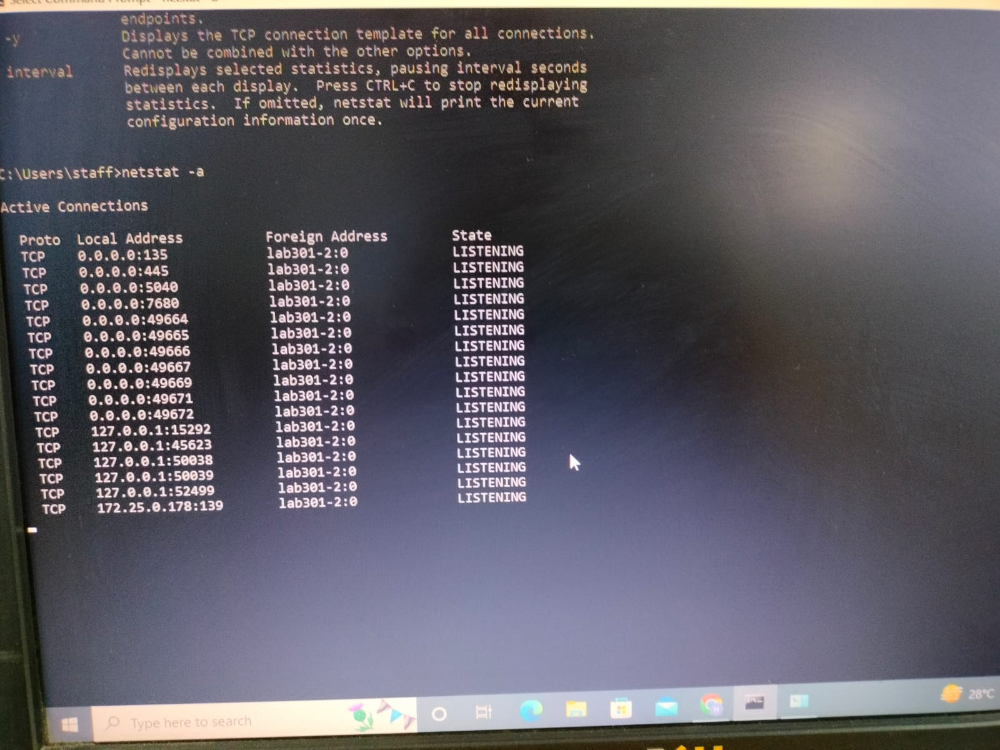 Select Command Prompt - netstat -a
endpoints.
-y Displays the TCP connection template for all connections.
Cannot be combined with the other options.
interval Redisplays selected statistics, pausing interval seconds
between each display. Press CTRL+C to stop redisplaying
statistics. If omitted, netstat will print the current
configuration information once.
C:\Users\staff>netstat -a
Active Connections
Proto Local Address Foreign Address State
TCP 0.0.0.0:135 lab301-2:0 LISTENING
TCP 0.0.0.0:445 lab301-2:0 LISTENING
TCP 0.0.0.0:5040 lab301-2:0 LISTENING
TCP 0.0.0.0:7680 lab301-2:0 LISTENING
TCP 0.0.0.0:49664 lab301-2:0 LISTENING
TCP 0.0.0.0:49665 lab301-2:0 LISTENING
TCP 0.0.0.0:49666 lab301-2:0 LISTENING
TCP 0.0.0.0:49667 lab301-2:0 LISTENING
TCP 0.0.0.0:49669 lab301-2:0 LISTENING
TCP 0.0.0.0:49671 lab301-2:0 LISTENING
TCP 0.0.0.0:49672 lab301-2:0 LISTENING
TCP 127.0.0.1:15292 lab301-2:0 LISTENING
TCP 127.0.0.1:45623 lab301-2:0 LISTENING
TCP 127.0.0.1:50038 lab301-2:0 LISTENING
TCP 127.0.0.1:50039 lab301-2:0 LISTENING
TCP 127.0.0.1:52499 lab301-2:0 LISTENING
TCP 172.25.0.178:139 lab301-2:0 LISTENING
Type here to search
28°C